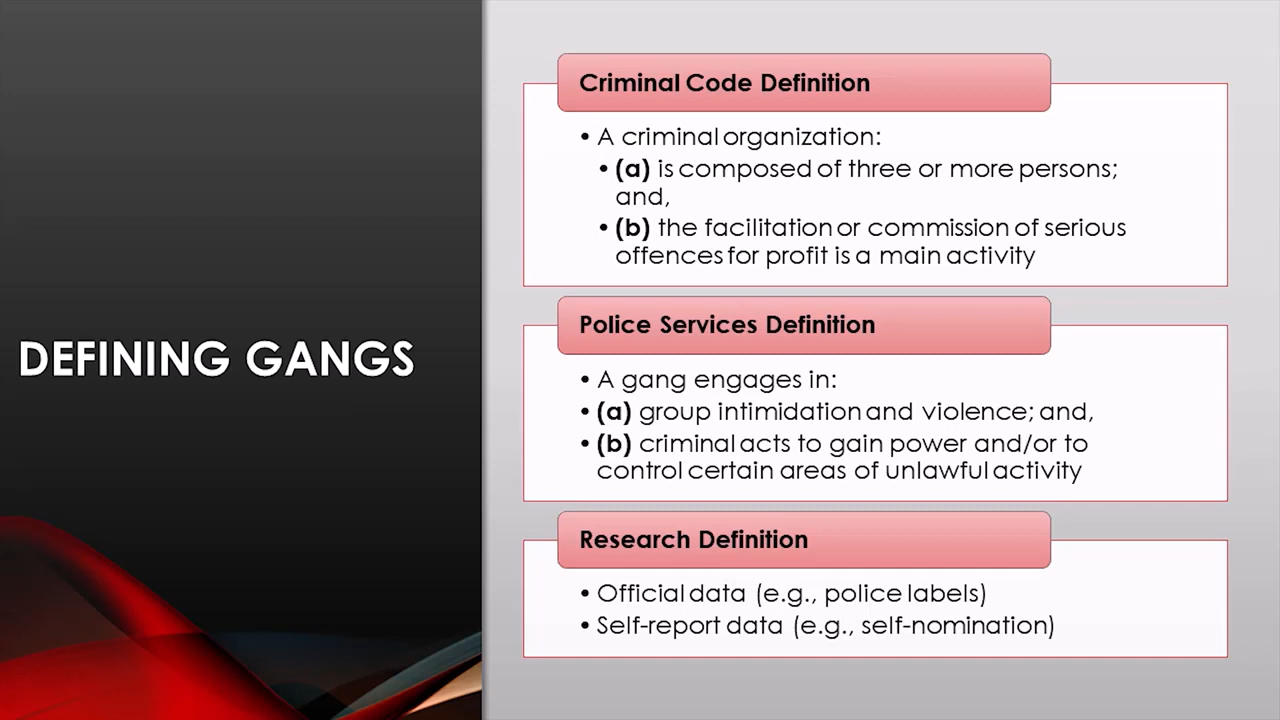 DEFINING GANGS
Criminal Code Definition
• A criminal organization:
• (a) is composed of three or more persons;
and,
• (b) the facilitation or commission of serious
offences for profit is a main activity
Police Services Definition
• A gang engages in:
• (a) group intimidation and violence; and,
• (b) criminal acts to gain power and/or to
control certain areas of unlawful activity
Research Definition
• Official data (e.g., police labels)
• Self-report data (e.g., self-nomination)